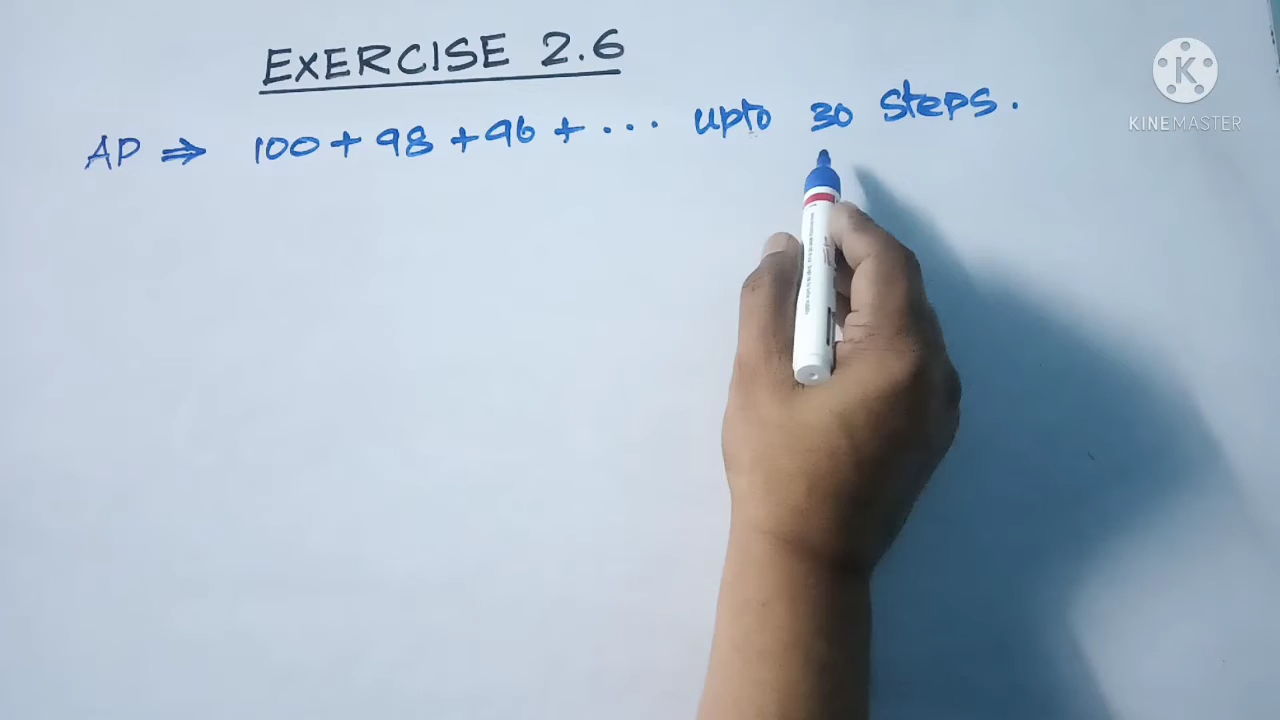 EXERCISE 2.6
K
KINEMASTER
AP ⇒ 100 + 98 + 96 + ... upto 30 steps.